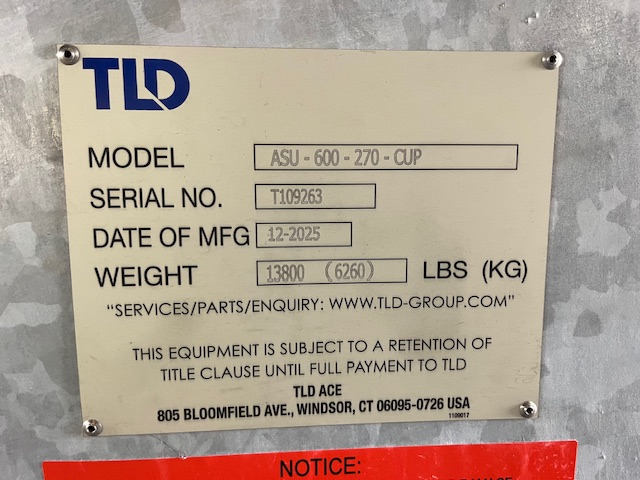 TLD
MODEL ASU-600-270-CUP
SERIAL NO. T109263
DATE OF MFG 12-2025
WEIGHT 13800 (6260) LBS (KG)
"SERVICES/PARTS/ENQUIRY: WWW.TLD-GROUP.COM"
THIS EQUIPMENT IS SUBJECT TO A RETENTION OF
TITLE CLAUSE UNTIL FULL PAYMENT TO TLD
TLD ACE
805 BLOOMFIELD AVE., WINDSOR, CT 06095-0726 USA
1109017
NOTICE: